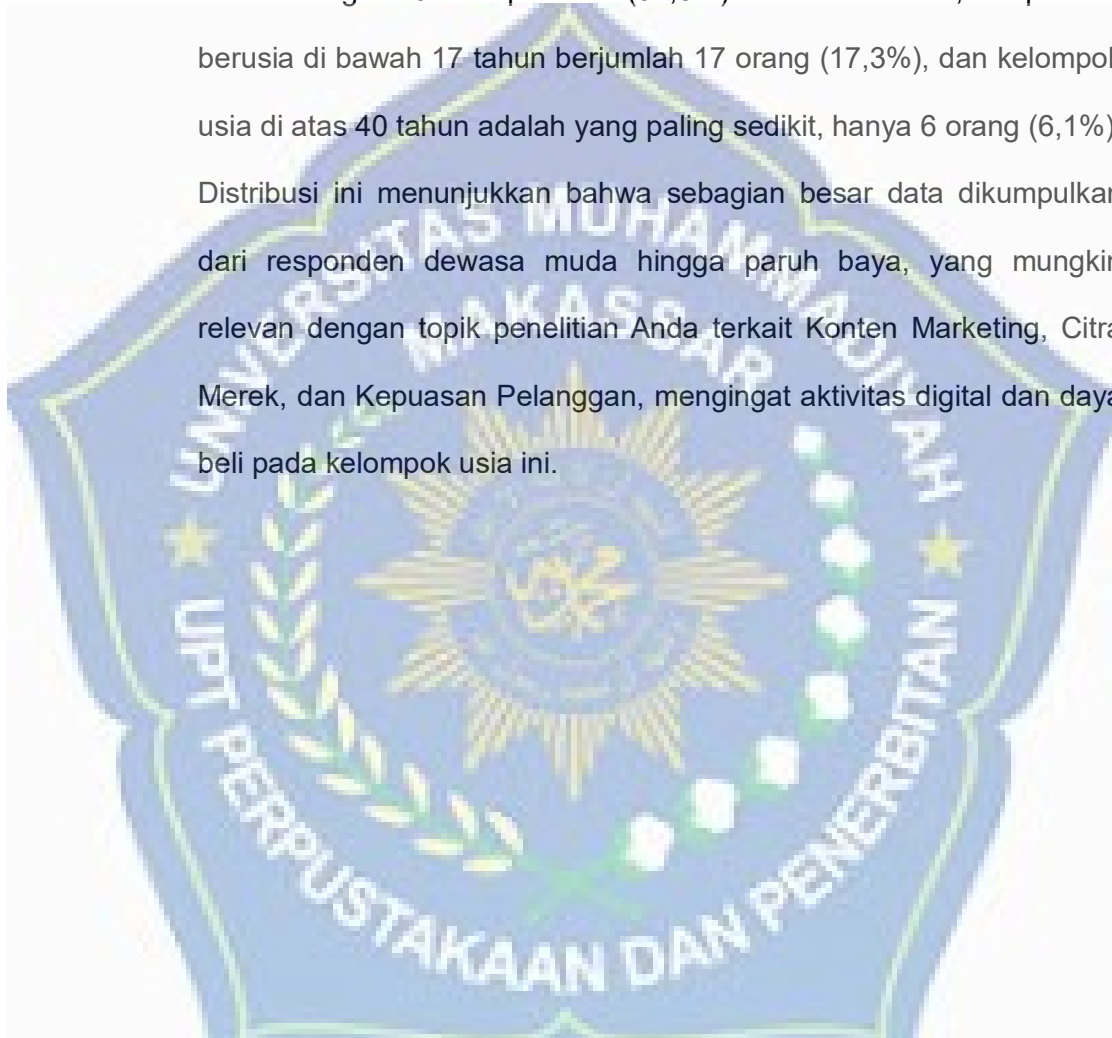 berusia di bawah 17 tahun berjumlah 17 orang (17,3%), dan kelompok
usia di atas 40 tahun adalah yang paling sedikit, hanya 6 orang (6,1%)
Distribusi ini menunjukkan bahwa sebagian besar data dikumpulkan
dari responden dewasa muda hingga paruh baya, yang mungkin
relevan dengan topik penelitian Anda terkait Konten Marketing, Citra
Merek, dan Kepuasan Pelanggan, mengingat aktivitas digital dan daya
beli pada kelompok usia ini.
UNIVERSITAS MUHAMMADIYAH
MAKASSAR
UPT PERPUSTAKAAN DAN PENERBITAN